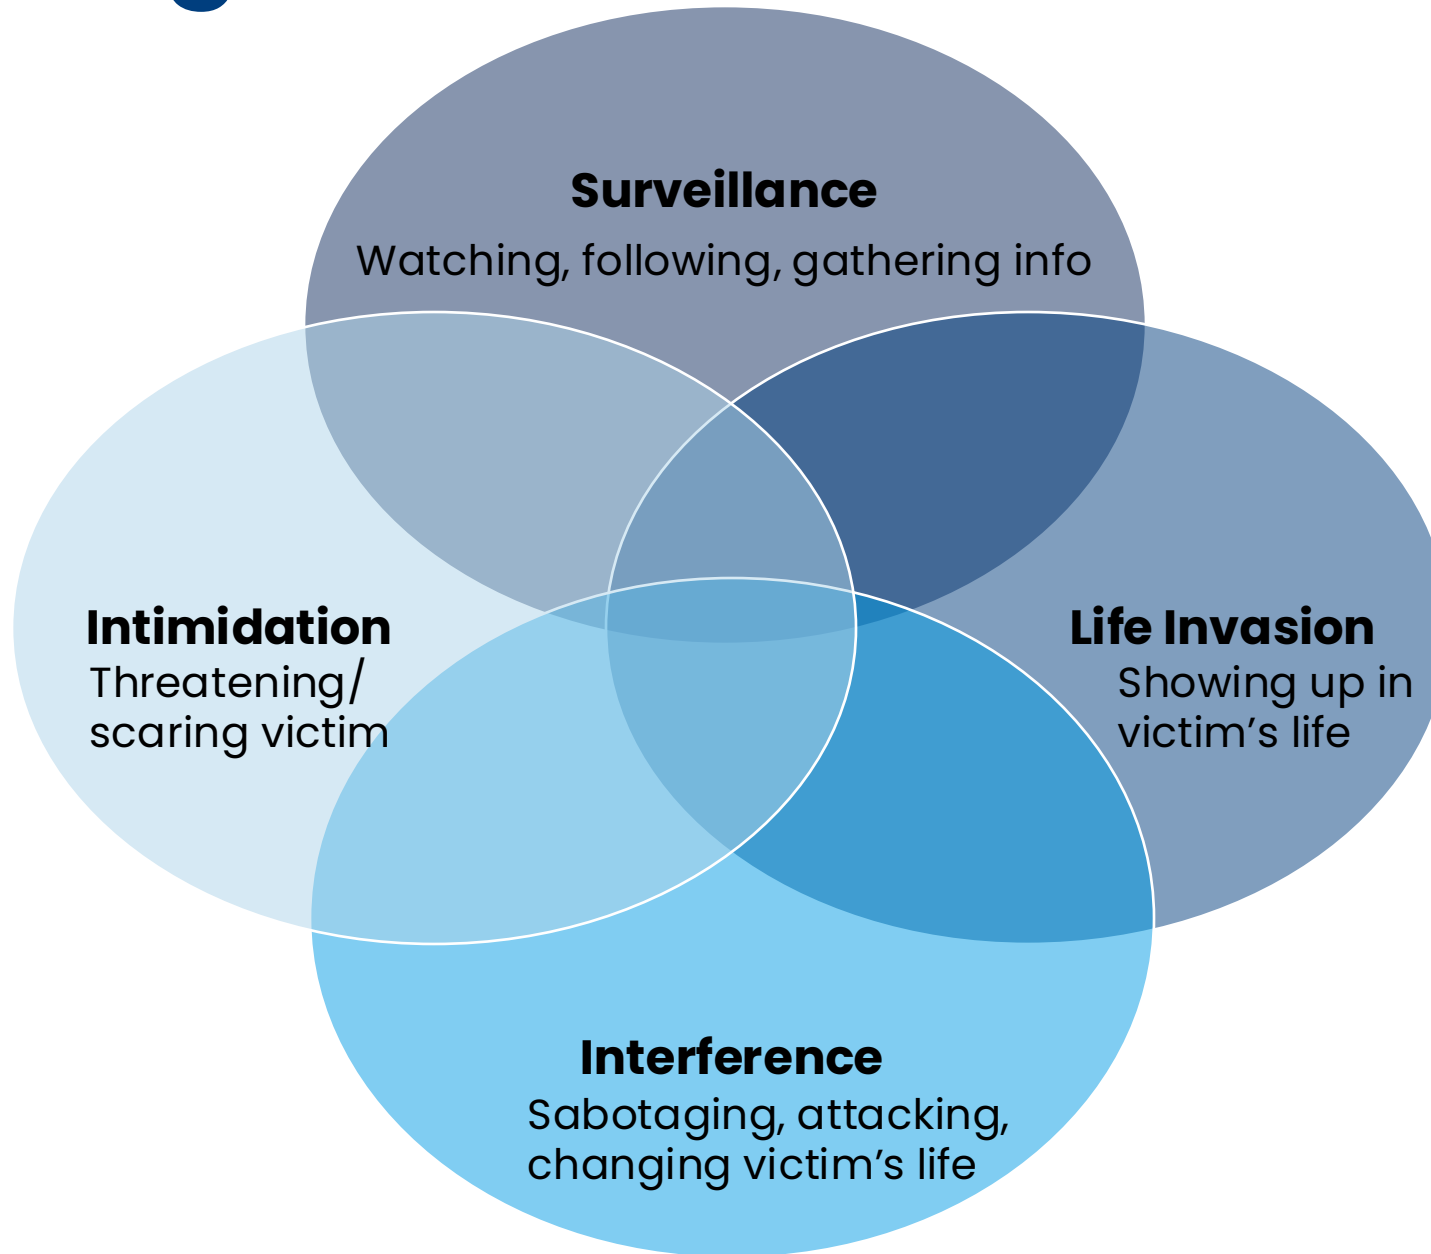 Surveillance
Watching, following, gathering info
Intimidation
Threatening/
scaring victim
Life Invasion
Showing up in
victim’s life
Interference
Sabotaging, attacking,
changing victim’s life